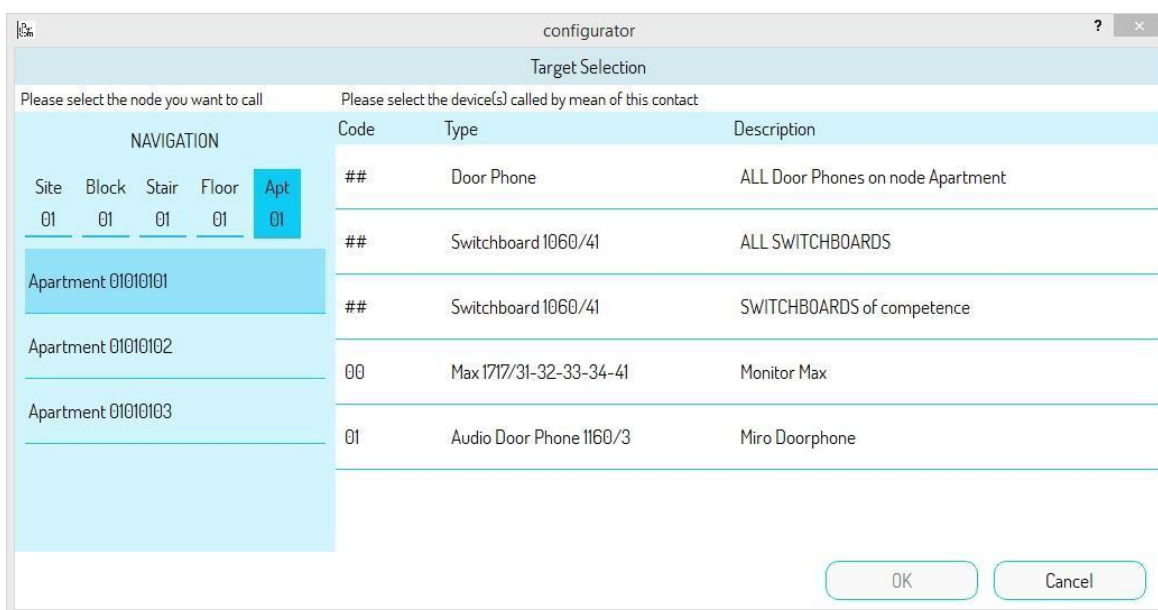 configurator
?
Target Selection
Please select the node you want to call
Please select the device(s) called by mean of this contact
NAVIGATION
Site Block Stair Floor Apt
01 01 01 01 01
Apartment 01010101
Apartment 01010102
Apartment 01010103
Code Type Description
## Door Phone ALL Door Phones on node Apartment
## Switchboard 1060/41 ALL SWITCHBOARDS
## Switchboard 1060/41 SWITCHBOARDS of competence
00 Max 1717/31-32-33-34-41 Monitor Max
01 Audio Door Phone 1160/3 Miro Doorphone
OK Cancel